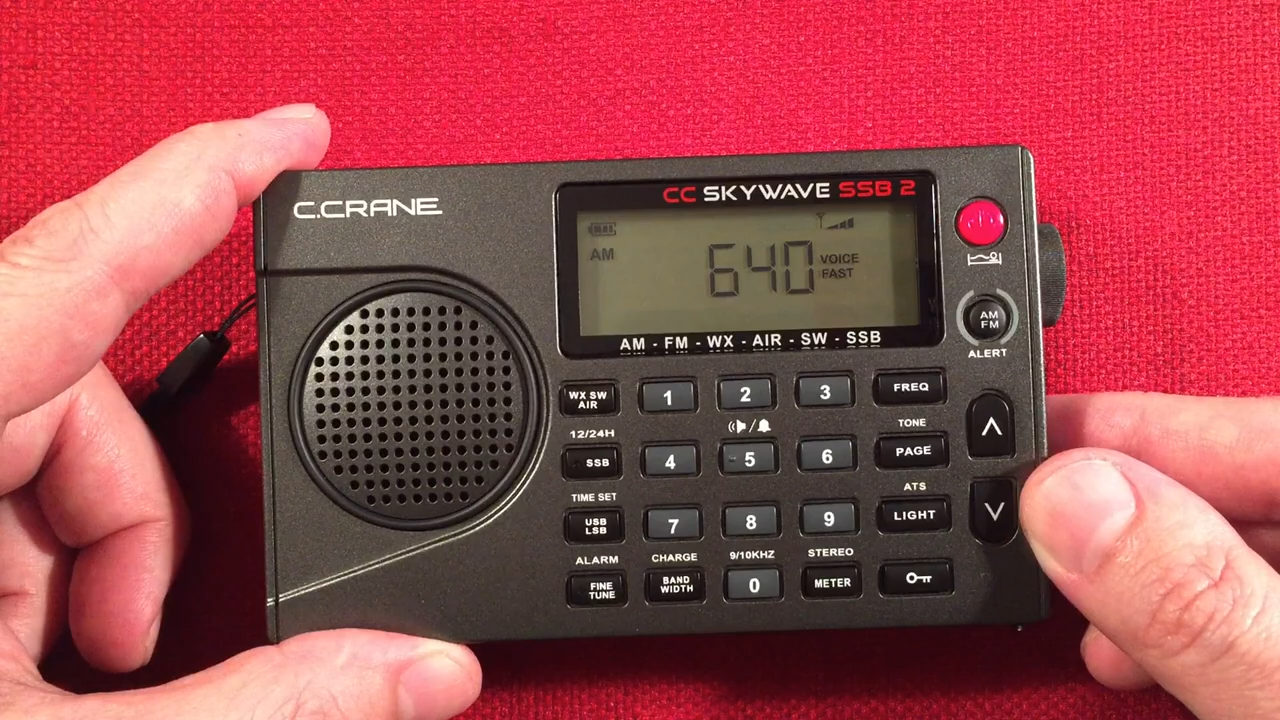 C.CRANE
CC SKYWAVE SSB 2
AM 640 VOICE
FAST
AM - FM - WX - AIR - SW - SSB
AM
FM
ALERT
WX SW
AIR
1 2 3 FREQ
12/24H TONE
SSB 4 5 6 PAGE
TIME SET ATS
USB
LSB
7 8 9 LIGHT
ALARM CHARGE 9/10KHZ STEREO
FINE
TUNE
BAND
WIDTH
0 METER